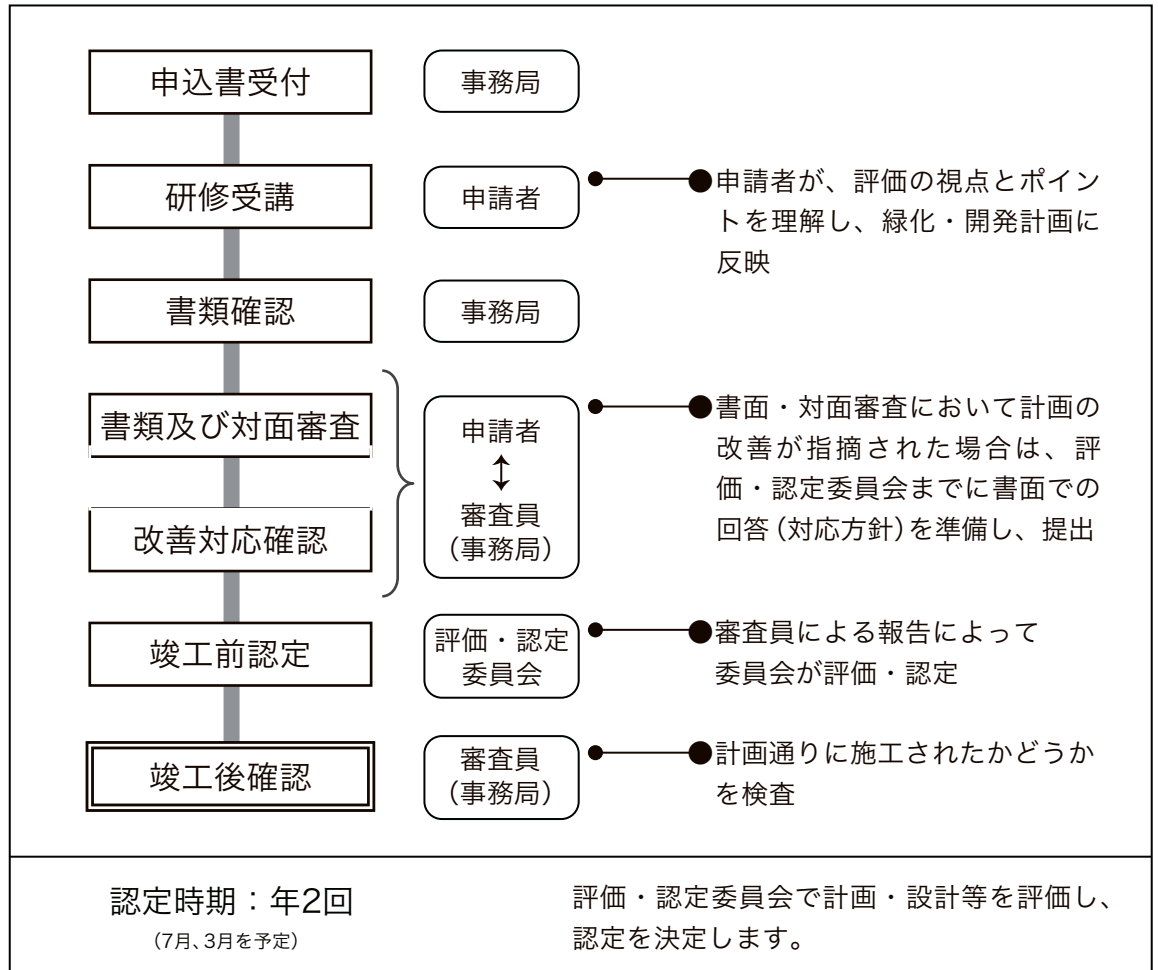 申込書受付
事務局
研修受講
申請者
申請者が、評価の視点とポイン
トを理解し、緑化・開発計画に
反映
書類確認
事務局
書類及び対面審査
改善対応確認
申請者
↕
審査員
(事務局)
書面・対面審査において計画の
改善が指摘された場合は、評
価・認定委員会までに書面での
回答(対応方針)を準備し、提出
竣工前認定
評価・認定
委員会
審査員による報告によって
委員会が評価・認定
竣工後確認
審査員
(事務局)
計画通りに施工されたかどうか
を検査
認定時期：年2回
(7月、3月を予定)
評価・認定委員会で計画・設計等を評価し、
認定を決定します。